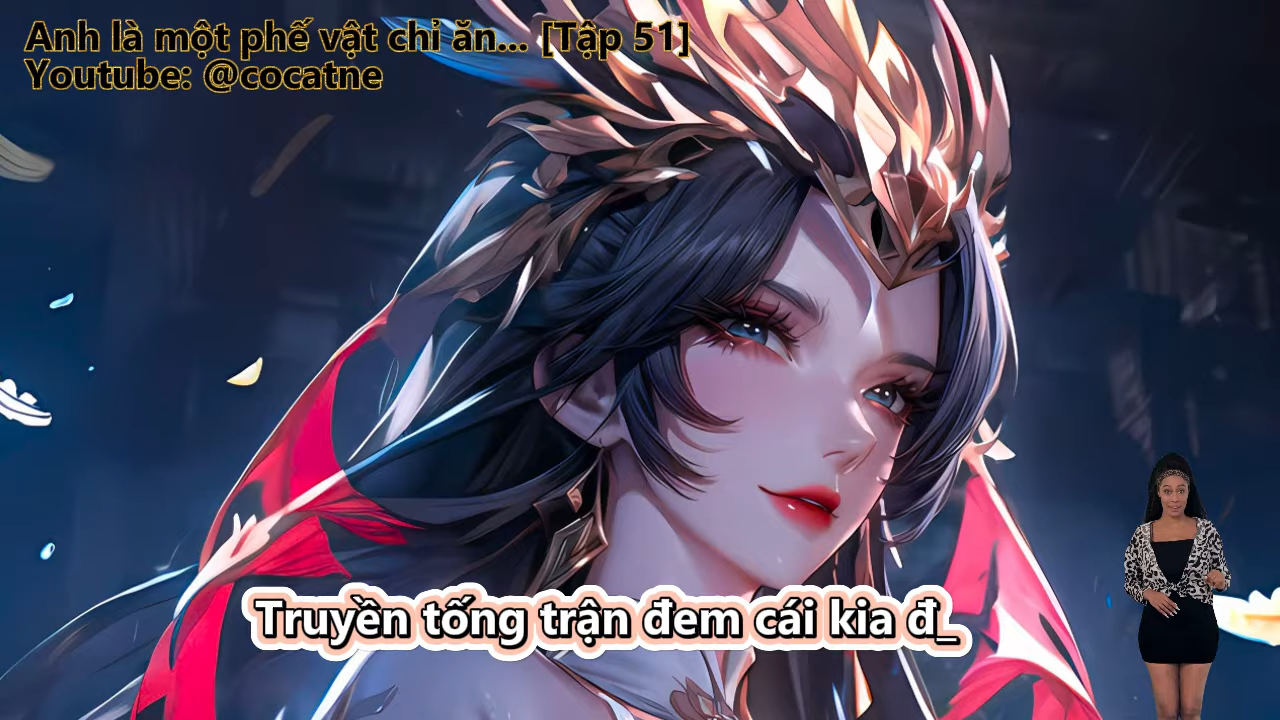 Anh là một phế vật chỉ ăn... [Tập 51]
Youtube: @cocatne
Truyền tống trận đem cái kia đ_